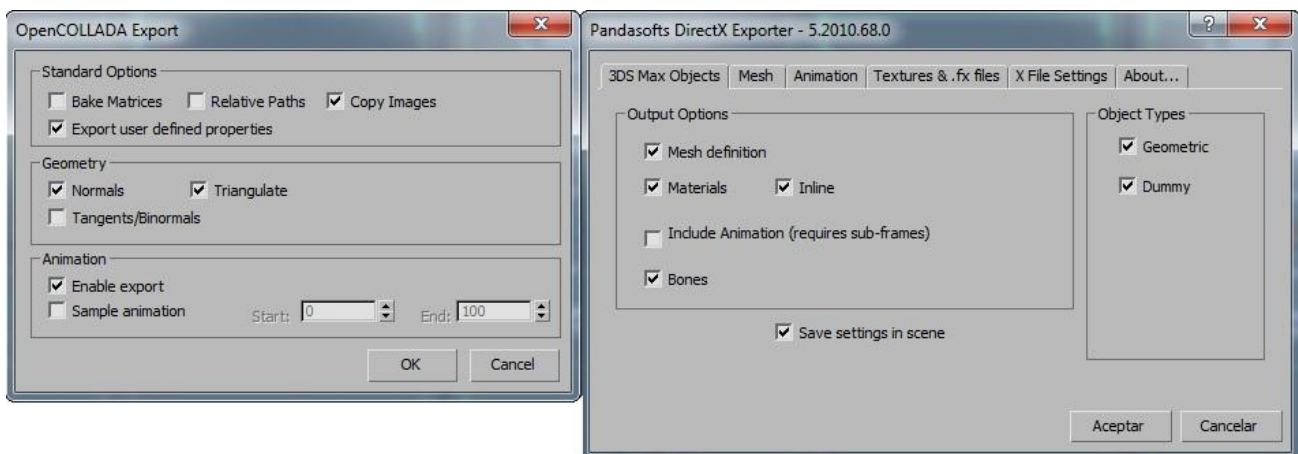 OpenCOLLADA Export
Standard Options
Bake Matrices Relative Paths Copy Images
Export user defined properties
Geometry
Normals Triangulate
Tangents/Binormals
Animation
Enable export
Sample animation Start: 0 End: 100
OK Cancel
Pandasofts DirectX Exporter - 5.2010.68.0
3DS Max Objects Mesh Animation Textures & .fx files X File Settings About...
Output Options
Mesh definition
Materials Inline
Include Animation (requires sub-frames)
Bones
Object Types
Geometric
Dummy
Save settings in scene
Aceptar Cancelar